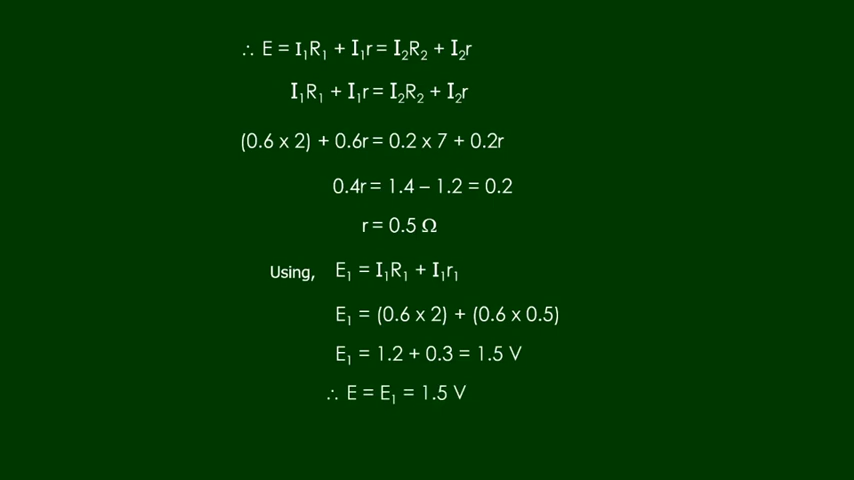 ∴ E = I₁R₁ + I₁r = I₂R₂ + I₂r
I₁R₁ + I₁r = I₂R₂ + I₂r
(0.6 x 2) + 0.6r = 0.2 x 7 + 0.2r
0.4r = 1.4 – 1.2 = 0.2
r = 0.5 Ω
Using, E₁ = I₁R₁ + I₁r₁
E₁ = (0.6 x 2) + (0.6 x 0.5)
E₁ = 1.2 + 0.3 = 1.5 V
∴ E = E₁ = 1.5 V